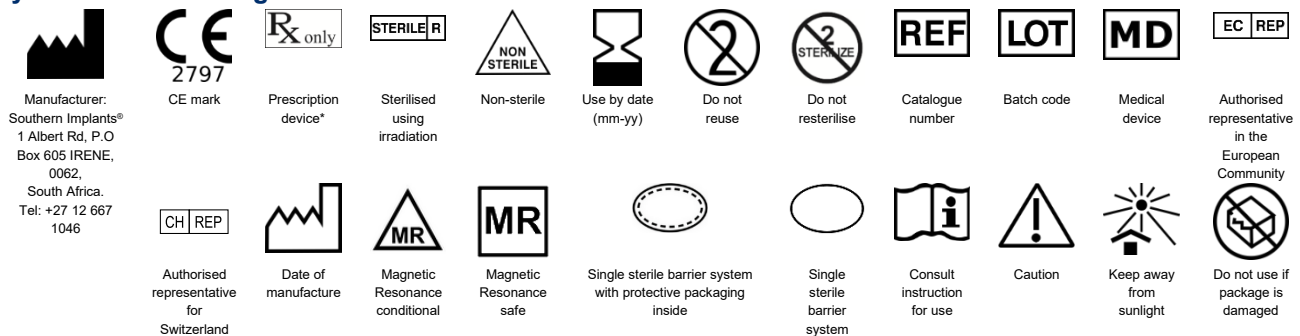 2797
Rx only
STERILE R
NON
STERILE
2
2
STERILIZE
REF
LOT
MD
EC REP
Manufacturer:
Southern Implants®
1 Albert Rd, P.O
Box 605 IRENE,
0062,
South Africa.
Tel: +27 12 667
1046
CE mark
Prescription
device*
Sterilised
using
irradiation
Non-sterile
Use by date
(mm-yy)
Do not
reuse
Do not
resterilise
Catalogue
number
Batch code
Medical
device
Authorised
representative
in the
European
Community
CH REP
MR
MR
i
Authorised
representative
for
Switzerland
Date of
manufacture
Magnetic
Resonance
conditional
Magnetic
Resonance
safe
Single sterile barrier system
with protective packaging
inside
Single
sterile
barrier
system
Consult
instruction
for use
Caution
Keep away
from
sunlight
Do not use if
package is
damaged